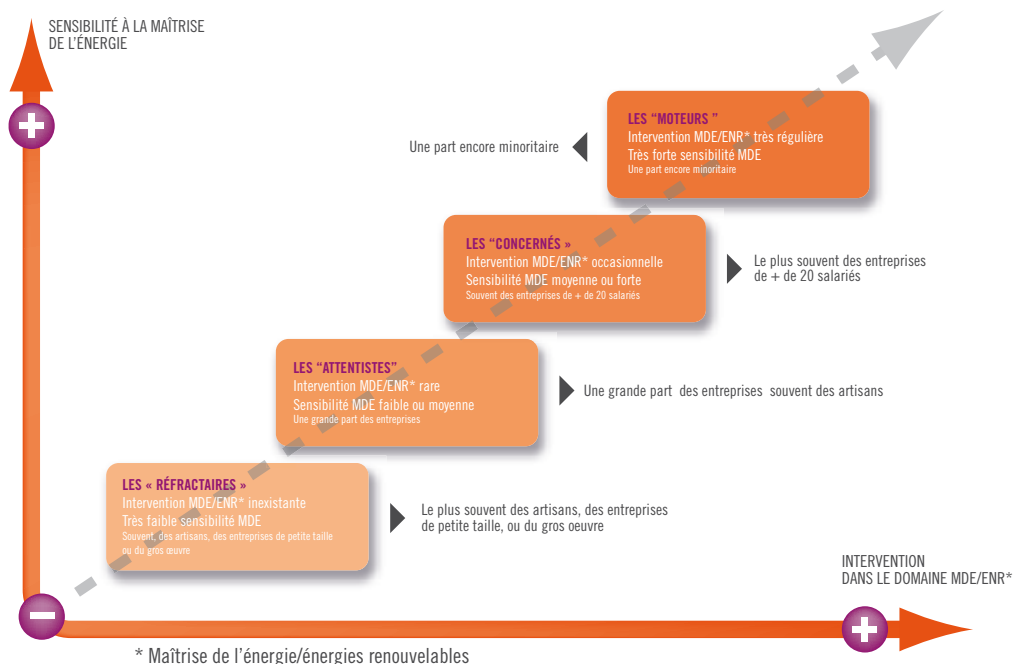 SENSIBILITÉ À LA MAÎTRISE
DE L'ÉNERGIE
LES “MOTEURS ”
Intervention MDE/ENR* très régulière
Très forte sensibilité MDE
Une part encore minoritaire
Une part encore minoritaire
LES “CONCERNÉS »
Intervention MDE/ENR* occasionnelle
Sensibilité MDE moyenne ou forte
Souvent des entreprises de + de 20 salariés
Le plus souvent des entreprises
de + de 20 salariés
LES “ATTENTISTES”
Intervention MDE/ENR* rare
Sensibilité MDE faible ou moyenne
Une grande part des entreprises
Une grande part des entreprises souvent des artisans
LES « RÉFRACTAIRES »
Intervention MDE/ENR* inexistante
Très faible sensibilité MDE
Souvent, des artisans, des entreprises de petite taille
ou du gros œuvre
Le plus souvent des artisans, des entreprises
de petite taille, ou du gros oeuvre
INTERVENTION
DANS LE DOMAINE MDE/ENR*
* Maîtrise de l'énergie/énergies renouvelables